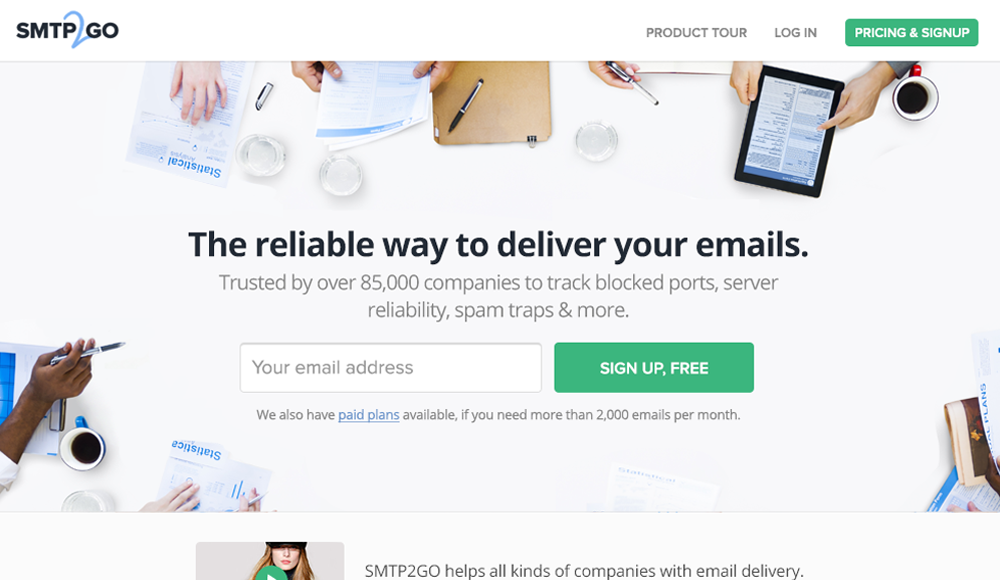 SMTP2GO
PRODUCT TOUR
LOG IN
PRICING & SIGNUP
Statistical
Analysis
The reliable way to deliver your emails.
Trusted by over 85,000 companies to track blocked ports, server
reliability, spam traps & more.
Your email address
SIGN UP, FREE
We also have paid plans available, if you need more than 2,000 emails per month.
Statistical
Statistical
PLANS
SMTP2GO helps all kinds of companies with email delivery.